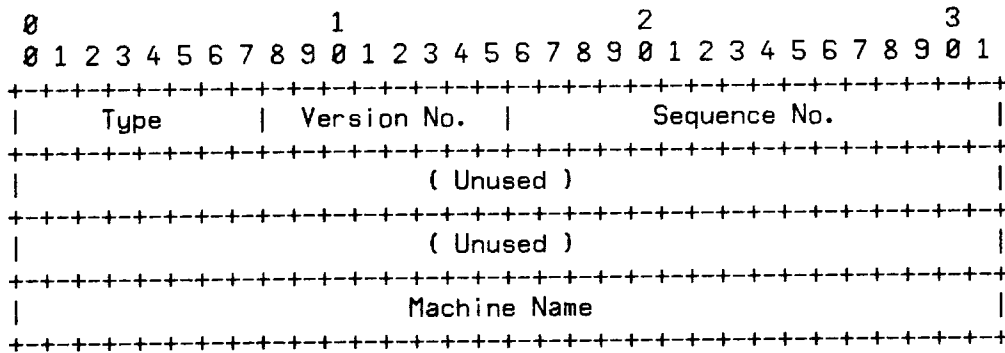 0                   1                   2                   3
 0 1 2 3 4 5 6 7 8 9 0 1 2 3 4 5 6 7 8 9 0 1 2 3 4 5 6 7 8 9 0 1
+-+-+-+-+-+-+-+-+-+-+-+-+-+-+-+-+-+-+-+-+-+-+-+-+-+-+-+-+-+-+-+-+
|     Type      |  Version No.  |         Sequence No.          |
+-+-+-+-+-+-+-+-+-+-+-+-+-+-+-+-+-+-+-+-+-+-+-+-+-+-+-+-+-+-+-+-+
|                          ( Unused )                           |
+-+-+-+-+-+-+-+-+-+-+-+-+-+-+-+-+-+-+-+-+-+-+-+-+-+-+-+-+-+-+-+-+
|                          ( Unused )                           |
+-+-+-+-+-+-+-+-+-+-+-+-+-+-+-+-+-+-+-+-+-+-+-+-+-+-+-+-+-+-+-+-+
|                         Machine Name                          |
+-+-+-+-+-+-+-+-+-+-+-+-+-+-+-+-+-+-+-+-+-+-+-+-+-+-+-+-+-+-+-+-+